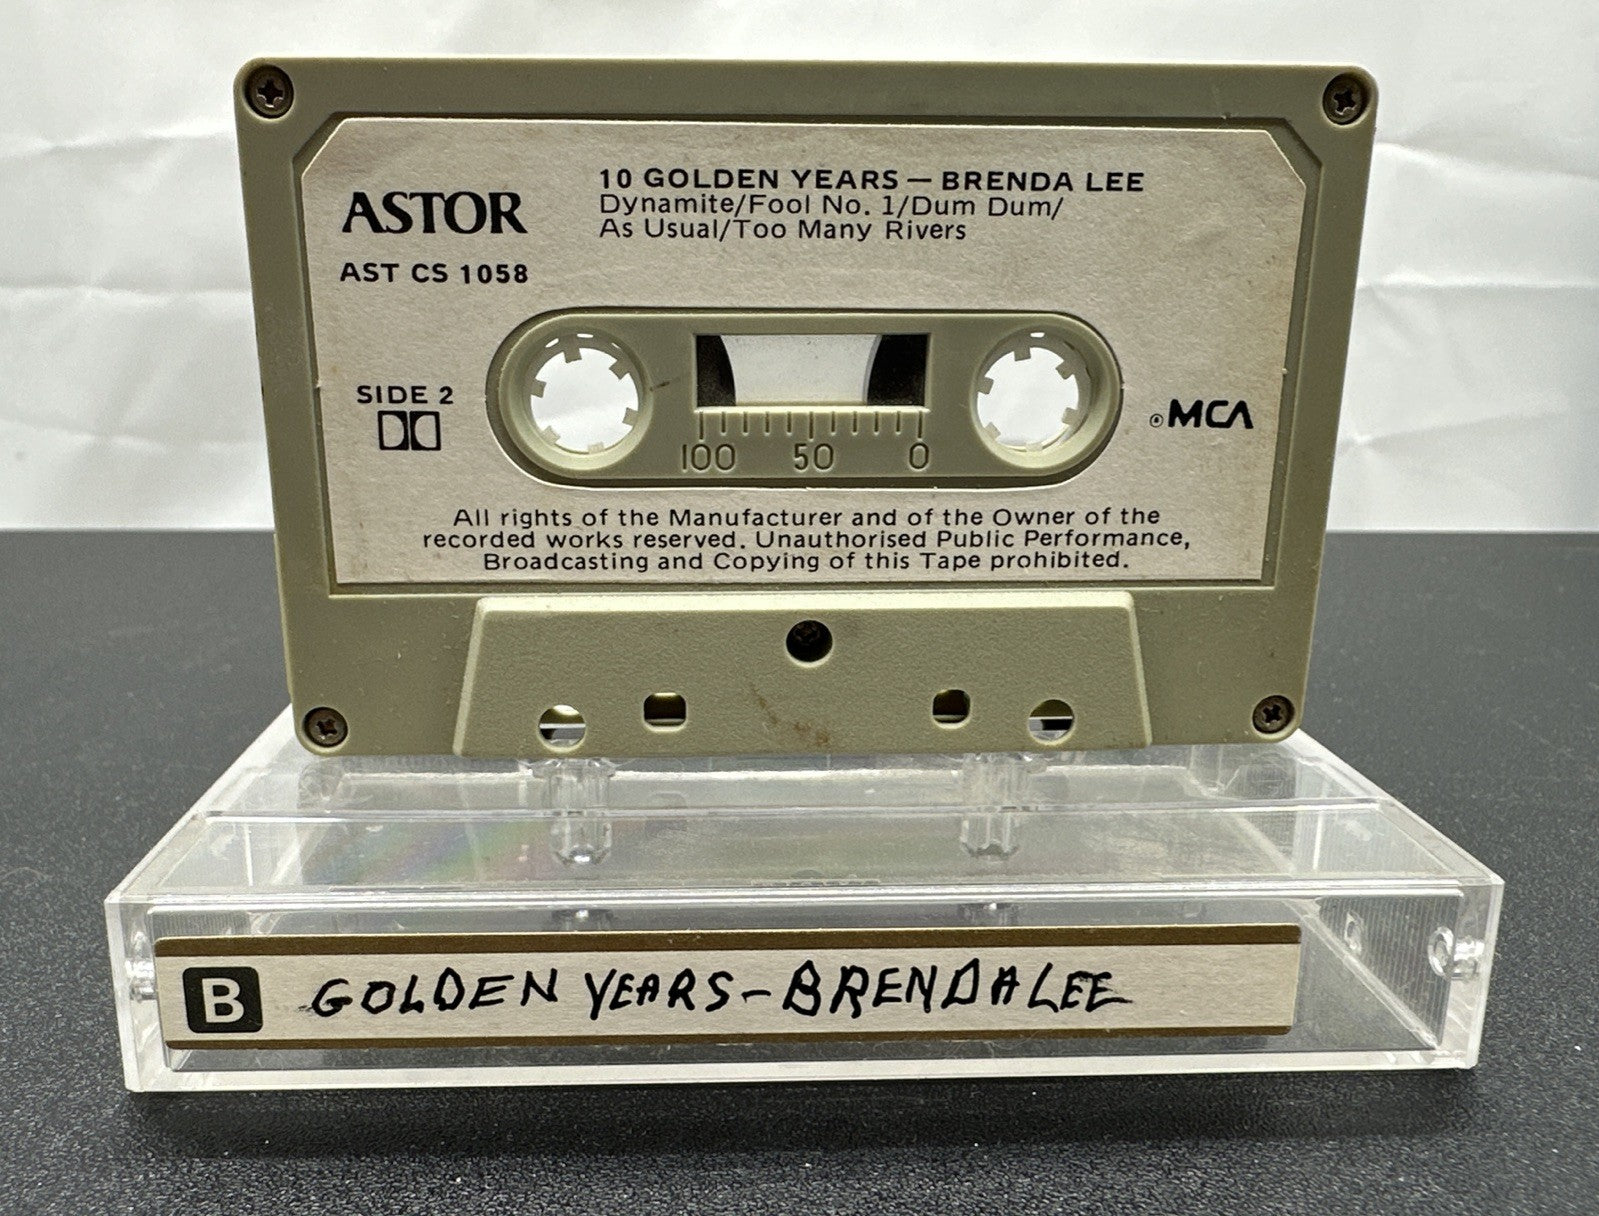 ASTOR
AST CS 1058
10 GOLDEN YEARS — BRENDA LEE
Dynamite/Fool No. 1/Dum Dum/
As Usual/Too Many Rivers
SIDE 2
100 50 0
℗ MCA
All rights of the Manufacturer and of the Owner of the
recorded works reserved. Unauthorised Public Performance,
Broadcasting and Copying of this Tape prohibited.
B GOLDEN YEARS - BRENDA LEE